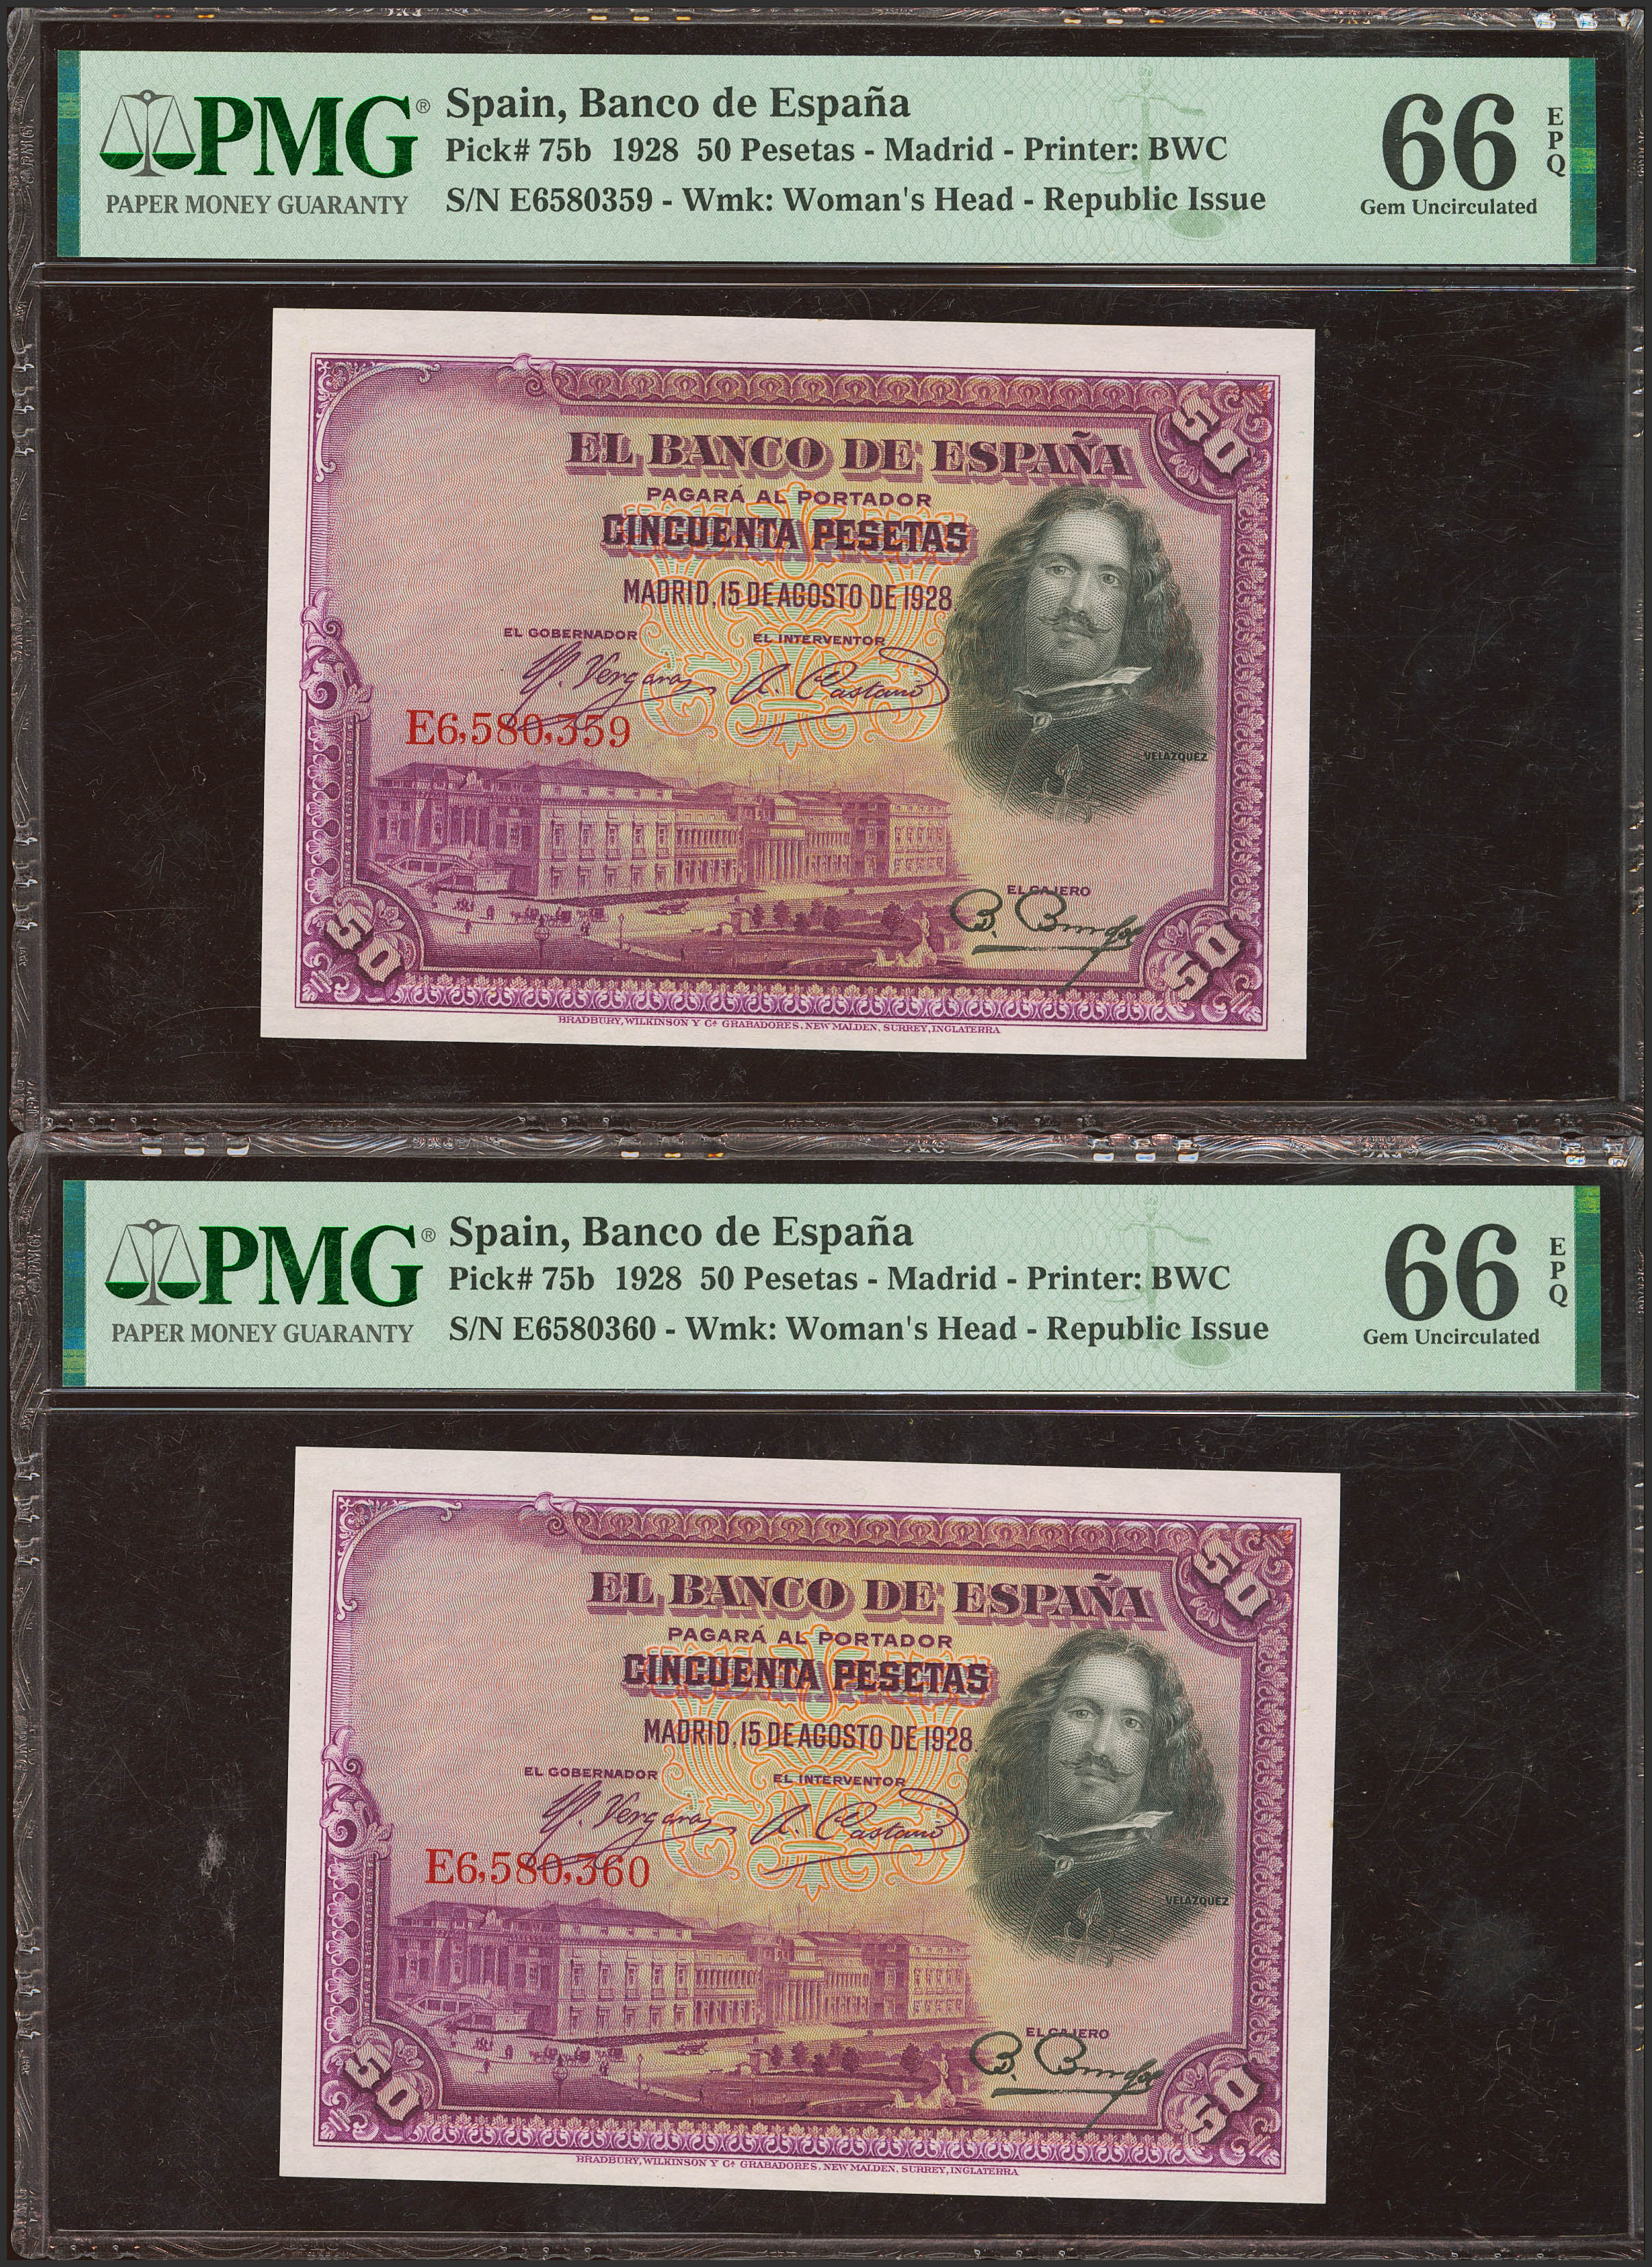 PMG®
PAPER MONEY GUARANTY
Spain, Banco de España
Pick# 75b 1928 50 Pesetas - Madrid - Printer: BWC
S/N E6580359 - Wmk: Woman's Head - Republic Issue
66
EPQ
Gem Uncirculated
50
EL BANCO DE ESPAÑA
PAGARÁ AL PORTADOR
CINCUENTA PESETAS
MADRID, 15 DE AGOSTO DE 1928.
EL GOBERNADOR
EL INTERVENTOR
E6,580,359
VELAZQUEZ
EL CAJERO
50
50
BRADBURY, WILKINSON Y Cª GRABADORES, NEW MALDEN, SURREY, INGLATERRA
PMG®
PAPER MONEY GUARANTY
Spain, Banco de España
Pick# 75b 1928 50 Pesetas - Madrid - Printer: BWC
S/N E6580360 - Wmk: Woman's Head - Republic Issue
66
EPQ
Gem Uncirculated
50
EL BANCO DE ESPAÑA
PAGARÁ AL PORTADOR
CINCUENTA PESETAS
MADRID, 15 DE AGOSTO DE 1928.
EL GOBERNADOR
EL INTERVENTOR
E6,580,360
VELAZQUEZ
EL CAJERO
50
50
BRADBURY, WILKINSON Y Cª GRABADORES, NEW MALDEN, SURREY, INGLATERRA